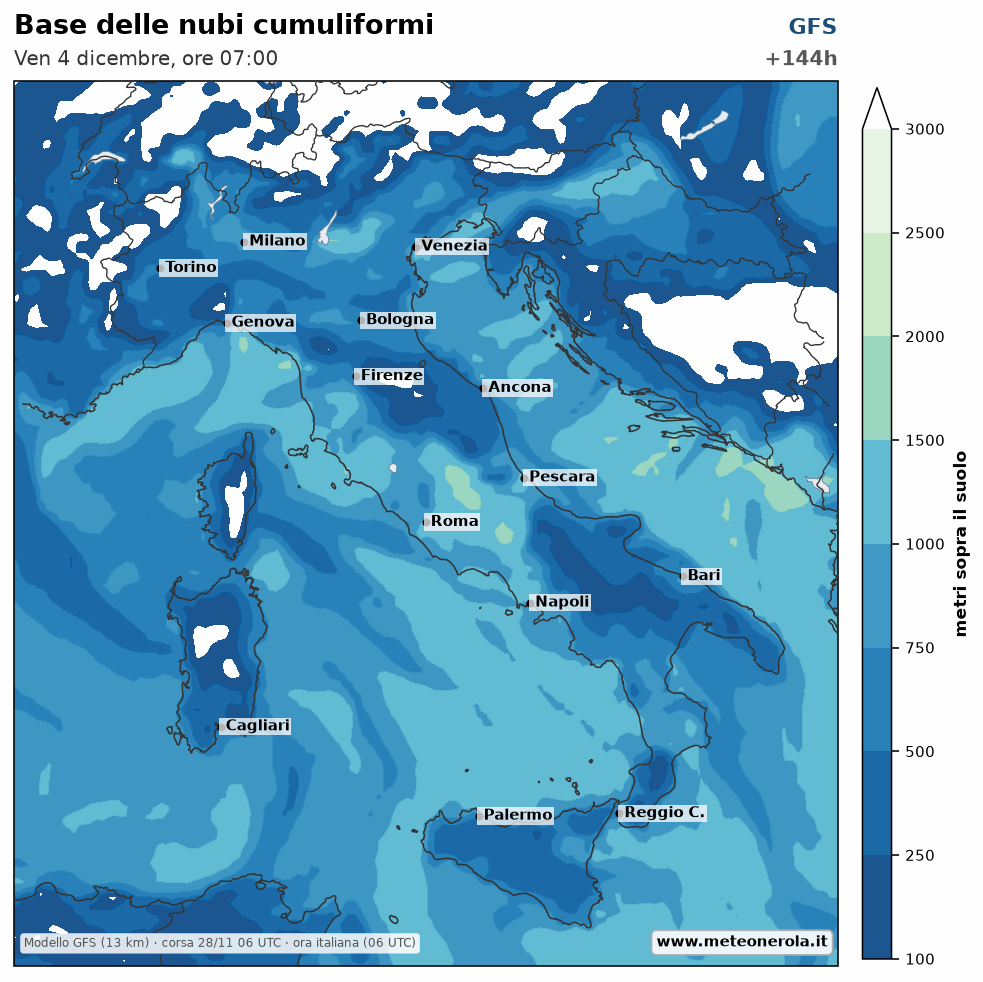 Base delle nubi cumuliformi
GFS
Ven 4 dicembre, ore 07:00
+144h
3000
2500
2000
1500
1000
750
500
250
100
metri sopra il suolo
Milano
Venezia
Torino
Genova
Bologna
Firenze
Ancona
Pescara
Roma
Bari
Napoli
Cagliari
Palermo
Reggio C.
Modello GFS (13 km) · corsa 28/11 06 UTC · ora italiana (06 UTC)
www.meteonerola.it